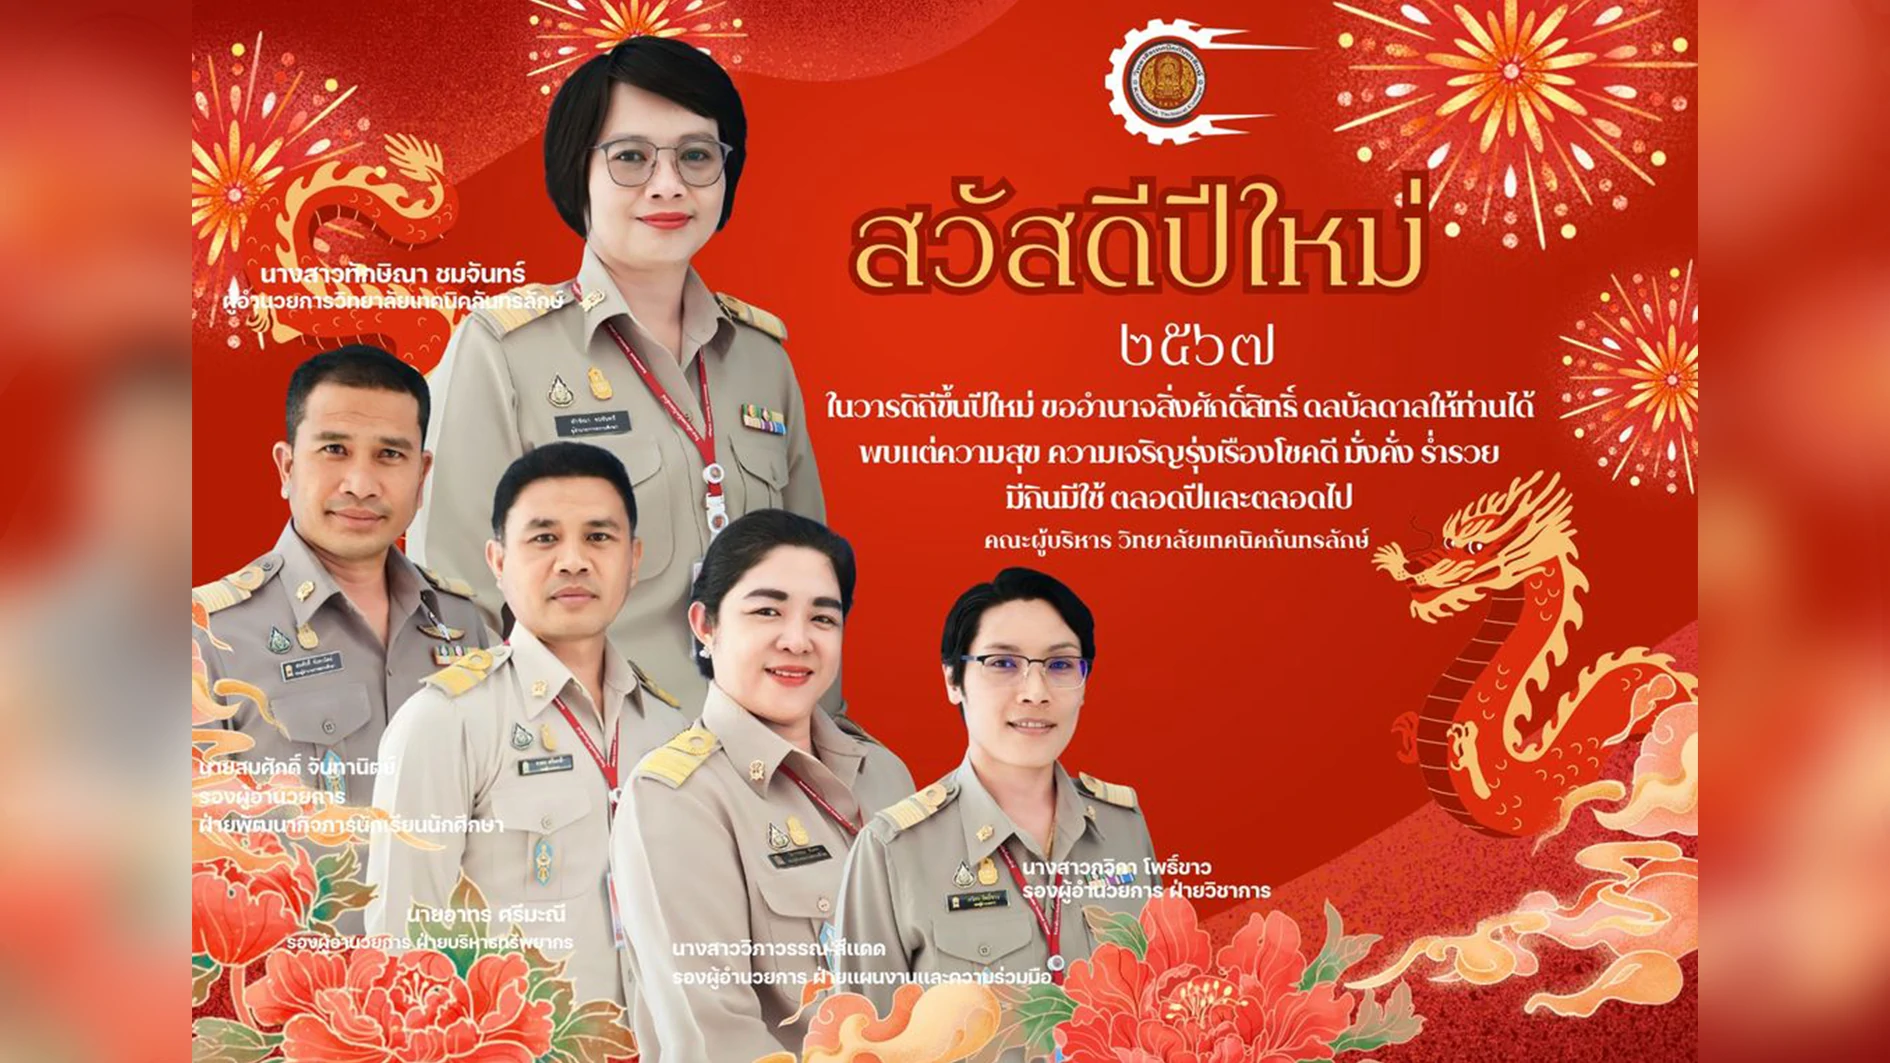 สวัสดีปีใหม่
๒๕๖๗
ในวารดิถีขึ้นปีใหม่ ขออำนาจสิ่งศักดิ์สิทธิ์ ดลบัลดาลให้ท่านได้
พบแต่ความสุข ความเจริญรุ่งเรืองโชคดี มั่งคั่ง ร่ำรวย
มีกินมีใช้ ตลอดปีและตลอดไป
คณะผู้บริหาร วิทยาลัยเทคนิคกันทรลักษ์
นางสาวทักษิณา ชมจันทร์
ผู้อำนวยการวิทยาลัยเทคนิคกันทรลักษ์
นายสมศักดิ์ จันทานิตย์
รองผู้อำนวยการ
ฝ่ายพัฒนากิจการนักเรียนนักศึกษา
นายอาทร ศรีมะณี
รองผู้อำนวยการ ฝ่ายบริหารทรัพยากร
นางสาววิภาวรรณ สีแดด
รองผู้อำนวยการ ฝ่ายแผนงานและความร่วมมือ
นางสาวกวิกา โพธิ์ขาว
รองผู้อำนวยการ ฝ่ายวิชาการ